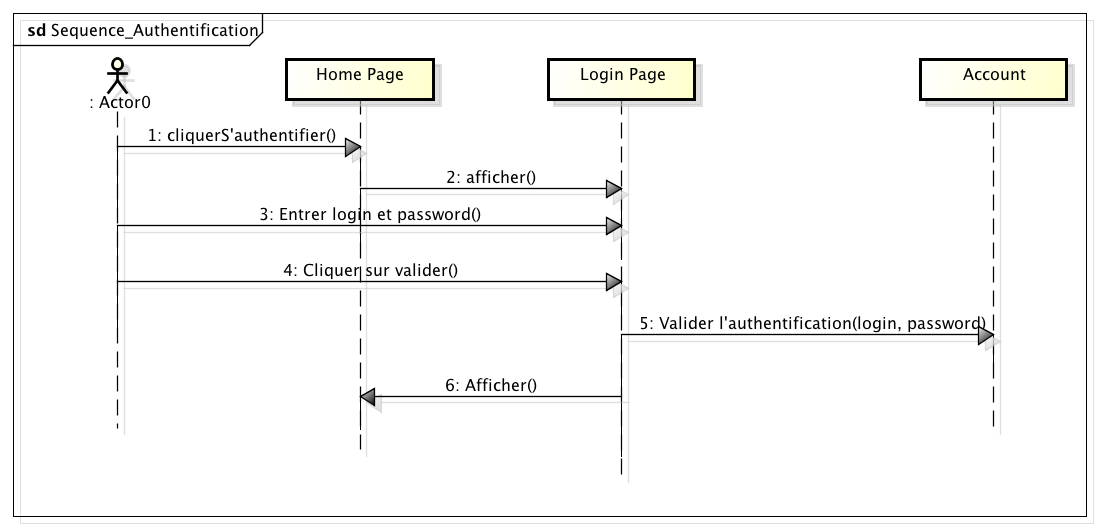 sd Sequence_Authentification
: Actor0
Home Page
Login Page
Account
1: cliquerS'authentifier()
2: afficher()
3: Entrer login et password()
4: Cliquer sur valider()
5: Valider l'authentification(login, password)
6: Afficher()